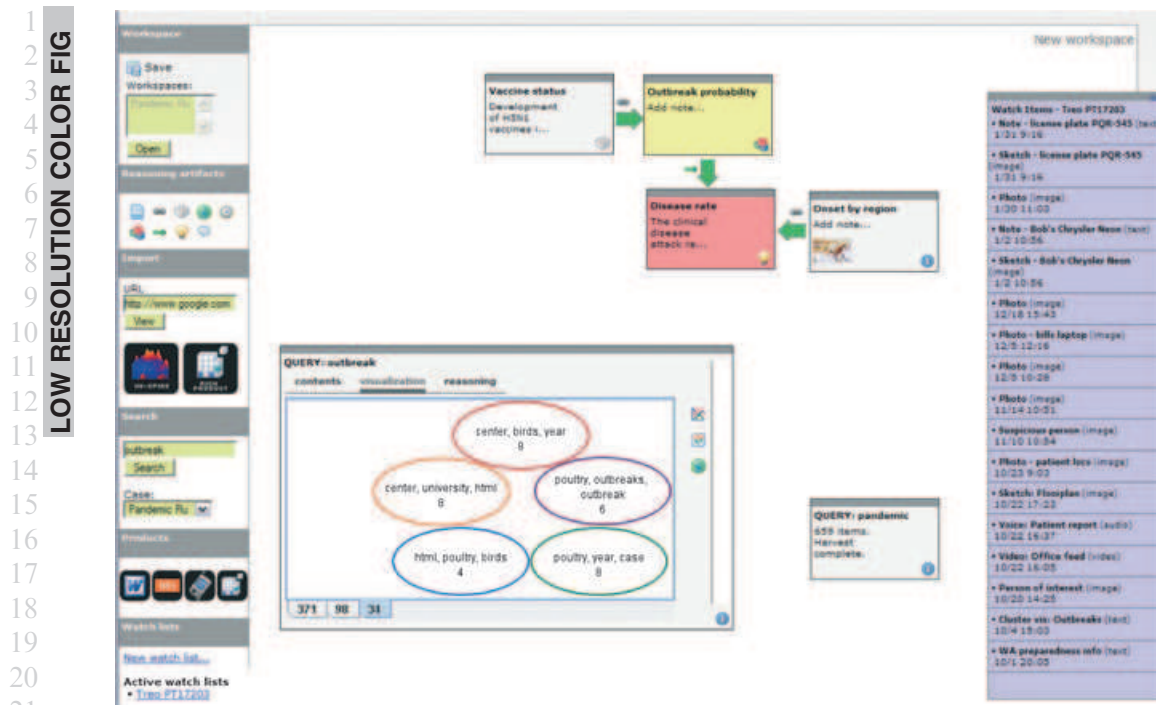 1
2
3
4
5
6
7
8
9
10
11
12
13
14
15
16
17
18
19
20
LOW RESOLUTION COLOR FIG
Workspace
Save
Workspaces:
Pandemic Ru
Open
Reasoning artifacts
Import
URL
http://www.google.com
View
Search
outbreak
Search
Case:
Pandemic Ru
Products
Watch lists
New watch list...
Active watch lists
• Treo PT17203
New workspace
Vaccine status
Development
of H5N1
vaccines i...
Outbreak probability
Add note...
Disease rate
The clinical
disease
attack ra...
Onset by region
Add note...
QUERY: outbreak
contents visualization reasoning
center, birds, year
8
center, university, html
8
poultry, outbreaks,
outbreak
6
html, poultry, birds
4
poultry, year, case
8
371 98 34
QUERY: pandemic
659 items.
Harvest
complete.
Watch Items - Treo PT17203
• Note - license plate PQR-545 (text
1/31 9:16
• Sketch - license plate PQR-545
(image)
1/31 9:16
• Photo (image)
1/20 11:03
• Note - Bob's Chrysler Neon (text)
1/2 10:56
• Sketch - Bob's Chrysler Neon
(image)
1/2 10:56
• Photo (image)
12/18 15:43
• Photo - bills laptop (image)
12/5 12:16
• Photo (image)
12/5 10:28
• Photo (image)
11/14 10:51
• Suspicious person (image)
11/10 10:54
• Photo - patient loco (image)
10/23 9:03
• Sketch: Floorplan (image)
10/22 17:23
• Voice: Patient report (audio)
10/22 16:37
• Video: Office feed (video)
10/22 16:05
• Person of interest (image)
10/20 14:25
• Cluster vis: Outbreaks (text)
10/4 15:03
• WA preparedness info (text)
10/1 20:05